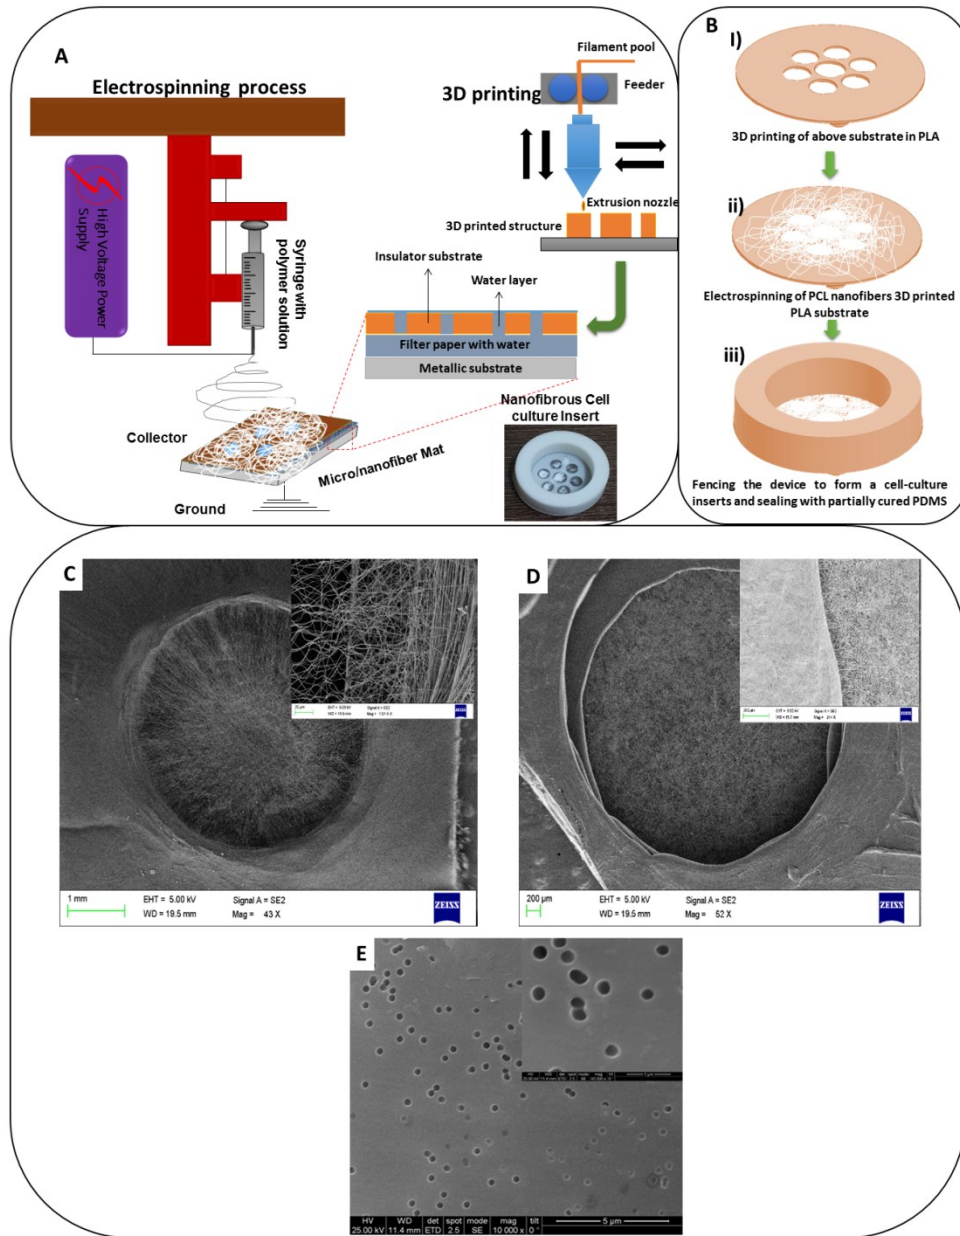 A
Electrospinning process
High Voltage Power
Supply
Syringe with
polymer solution
Collector
Ground
Micro/nanofiber Mat
3D printing
Filament pool
Feeder
Extrusion nozzle
3D printed structure
Insulator substrate
Water layer
Filter paper with water
Metallic substrate
Nanofibrous Cell
culture Insert
B
I)
3D printing of above substrate in PLA
ii)
Electrospinning of PCL nanofibers 3D printed
PLA substrate
iii)
Fencing the device to form a cell-culture
inserts and sealing with partially cured PDMS
C
ZEISS
1 mm
EHT = 5.00 kV
Signal A = SE2
WD = 19.5 mm
Mag = 43 X
ZEISS
D
ZEISS
200 µm
EHT = 5.00 kV
Signal A = SE2
WD = 19.5 mm
Mag = 52 X
ZEISS
E
HV WD det spot mode mag tilt
25.00 kV 11.4 mm ETD 2.5 SE 10 000 x 0 ° 5 µm